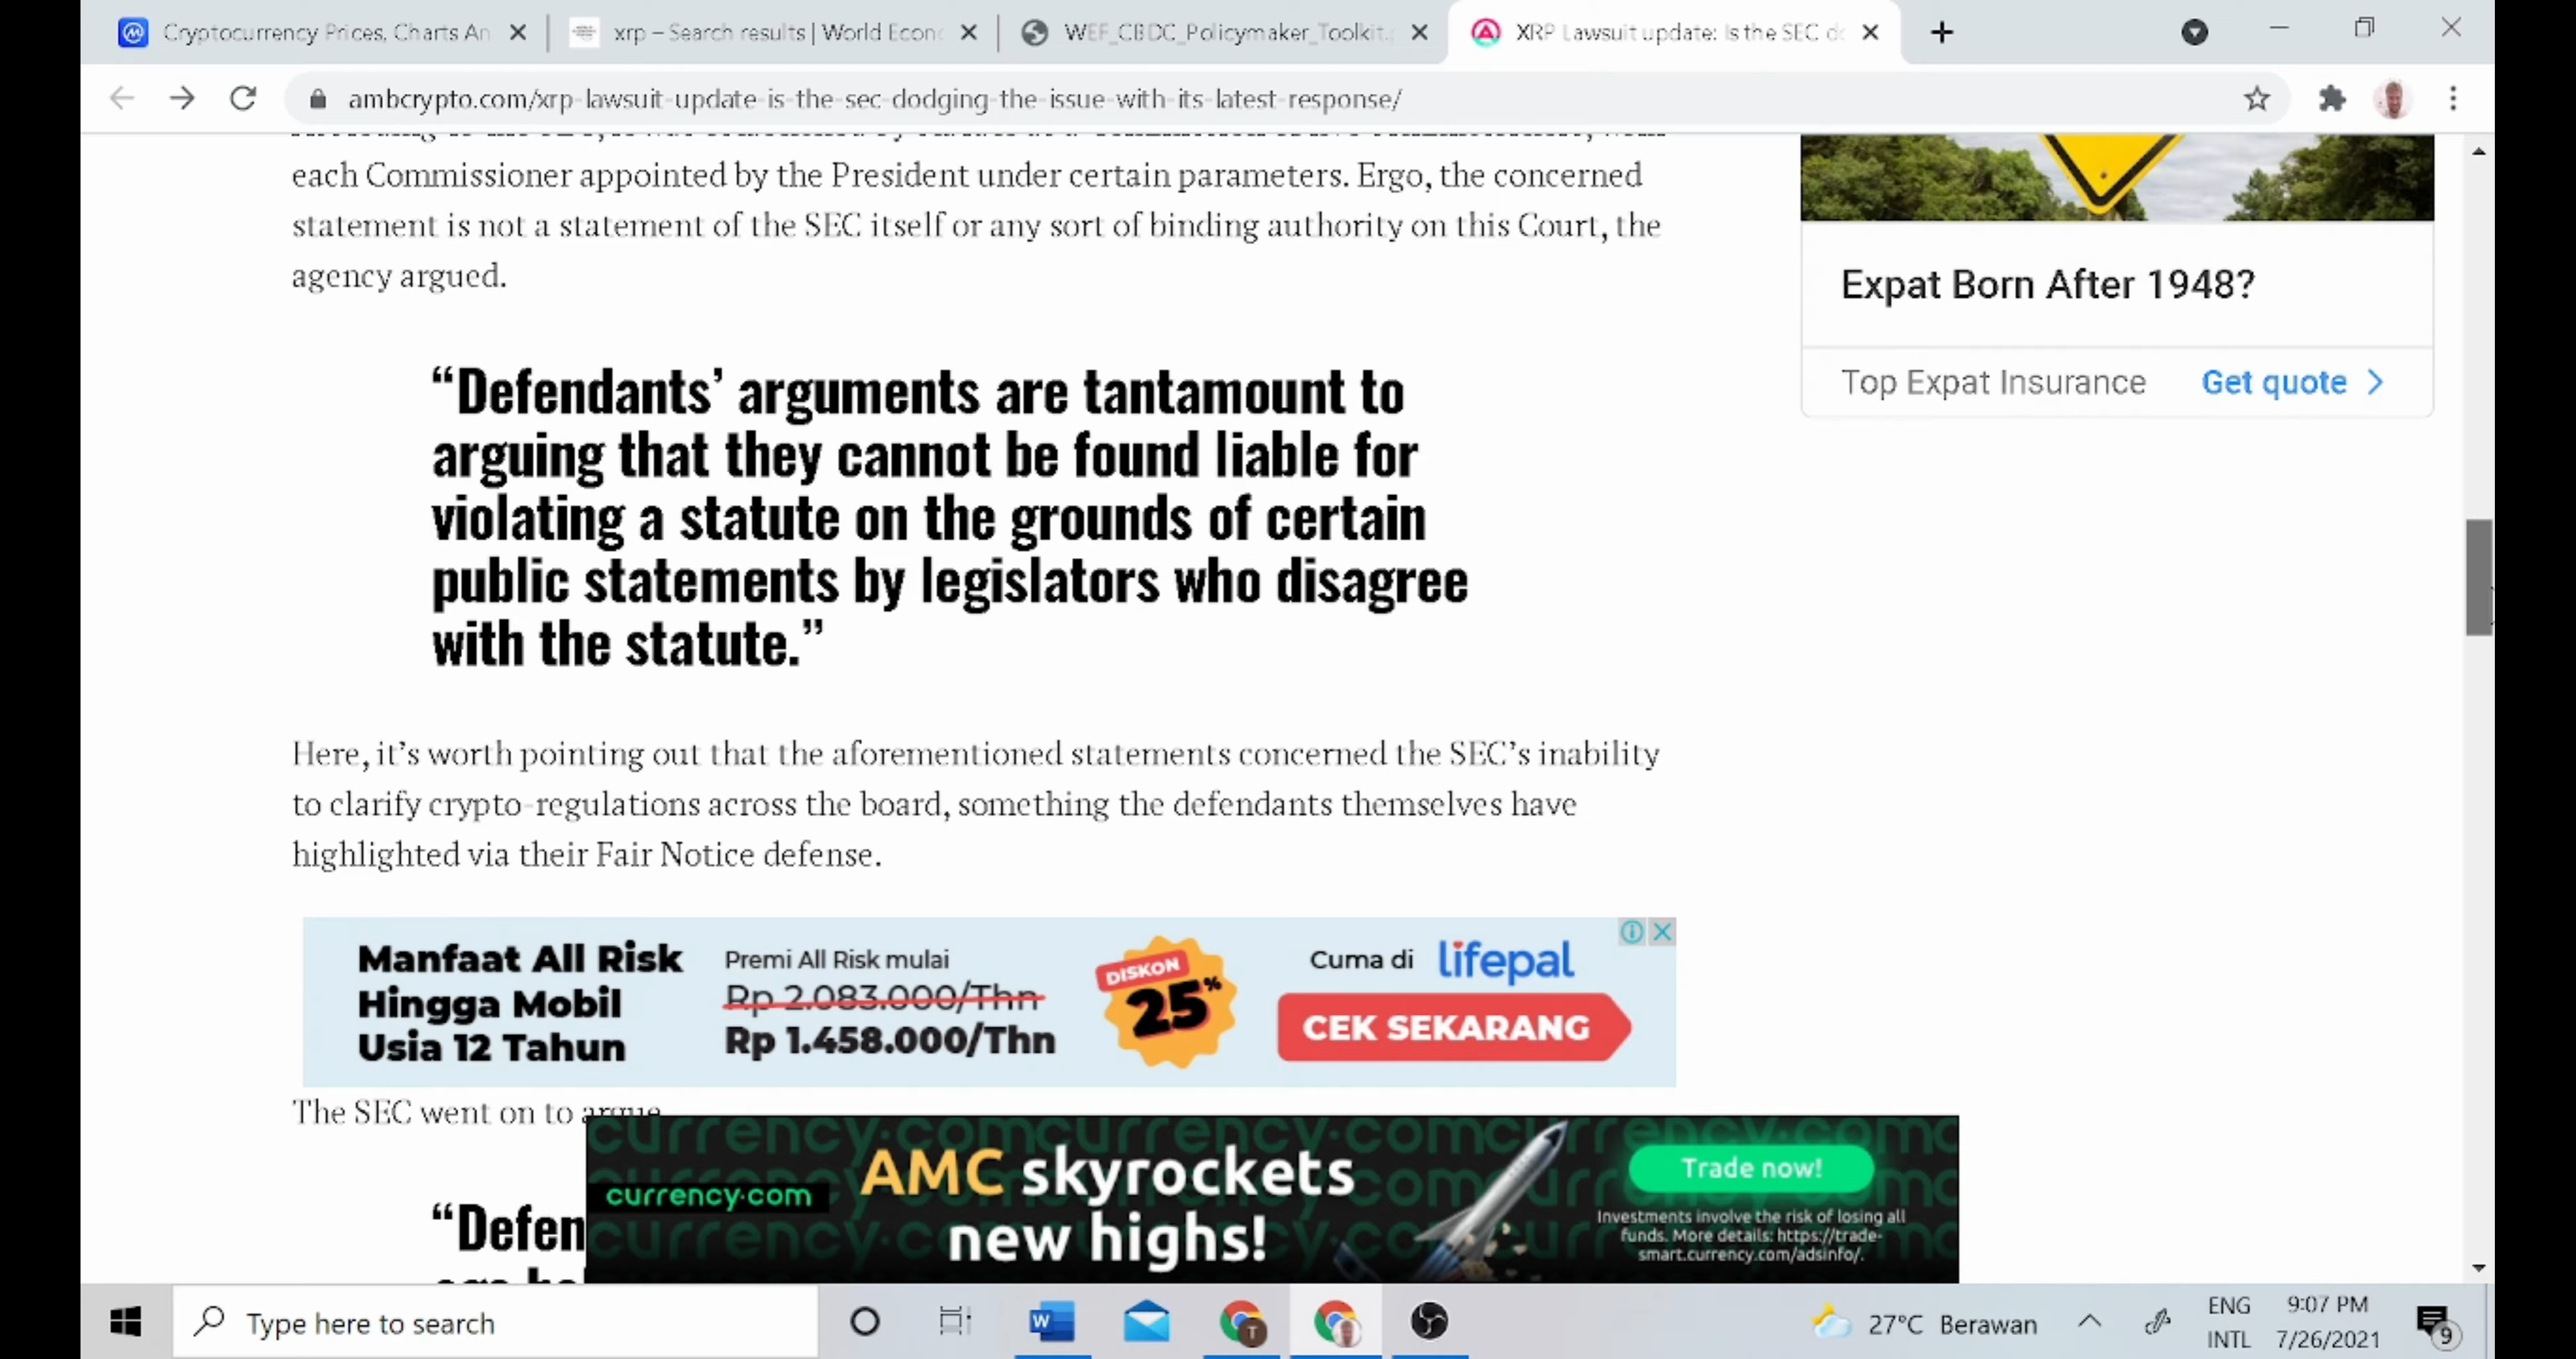 Cryptocurrency Prices, Charts An
xrp – Search results | World Econo
WEF_CBDC_Policymaker_Toolkit.
XRP Lawsuit update: Is the SEC do
ambcrypto.com/xrp-lawsuit-update-is-the-sec-dodging-the-issue-with-its-latest-response/
each Commissioner appointed by the President under certain parameters. Ergo, the concerned
statement is not a statement of the SEC itself or any sort of binding authority on this Court, the
agency argued.
“Defendants’ arguments are tantamount to
arguing that they cannot be found liable for
violating a statute on the grounds of certain
public statements by legislators who disagree
with the statute.”
Here, it’s worth pointing out that the aforementioned statements concerned the SEC’s inability
to clarify crypto-regulations across the board, something the defendants themselves have
highlighted via their Fair Notice defense.
Expat Born After 1948?
Top Expat Insurance Get quote
Manfaat All Risk
Hingga Mobil
Usia 12 Tahun
Premi All Risk mulai
Rp 2.083.000/Thn
Rp 1.458.000/Thn
DISKON
25%
Cuma di lifepal
CEK SEKARANG
The SEC went on to argue
“Defen
currency.com
AMC skyrockets
new highs!
Trade now!
Investments involve the risk of losing all
funds. More details: https://trade-
smart.currency.com/adsinfo/.
Type here to search
27°C Berawan
ENG
INTL
9:07 PM
7/26/2021
9